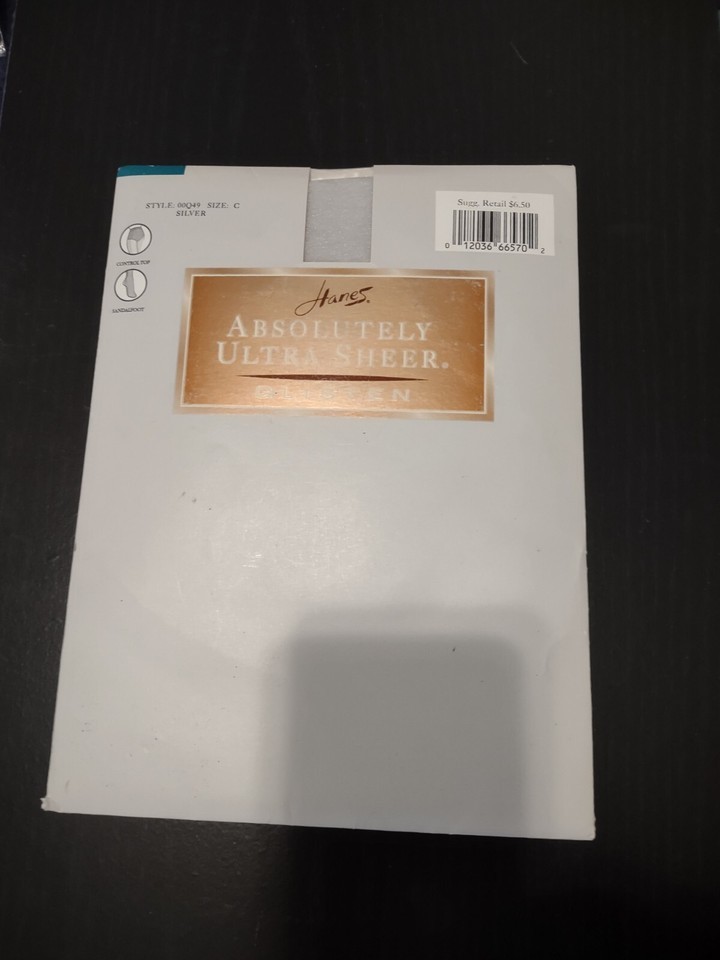 STYLE: 00Q49 SIZE: C
SILVER
Sugg. Retail $6.50
0 12036 66570 2
CONTROL TOP
SANDALFOOT
Hanes.
ABSOLUTELY
ULTRA SHEER.